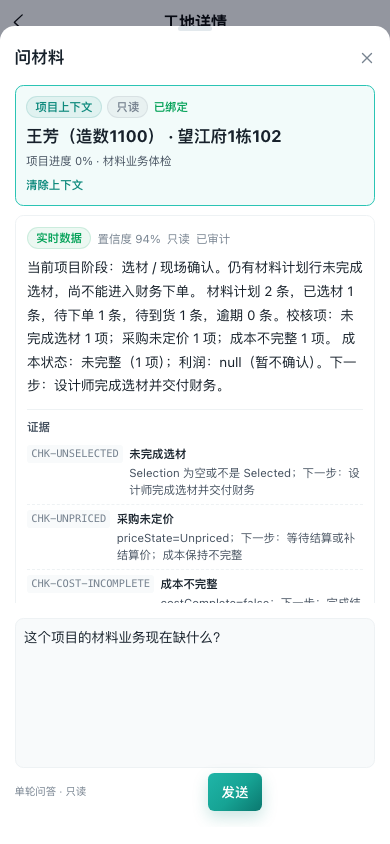 工地详情
问材料
项目上下文 只读 已绑定
王芳（造数1100）·望江府1栋102
项目进度 0% · 材料业务体检
清除上下文
实时数据 置信度 94% 只读 已审计
当前项目阶段：选材 / 现场确认。仍有材料计划行未完成
选材，尚不能进入财务下单。 材料计划 2 条，已选材 1
条，待下单 1 条，待到货 1 条，逾期 0 条。校核项：未
完成选材 1 项；采购未定价 1 项；成本不完整 1 项。 成
本状态：未完整（1 项）；利润：null（暂不确认）。下一
步：设计师完成选材并交付财务。
证据
CHK-UNSELECTED 未完成选材
Selection 为空或不是 Selected；下一步：设
计师完成选材并交付财务
CHK-UNPRICED 采购未定价
priceState=Unpriced；下一步：等待结算或补
结算价；成本保持不完整
CHK-COST-INCOMPLETE 成本不完整
costComplete=false；下一步：完成结
这个项目的材料业务现在缺什么?
单轮问答 · 只读
发送